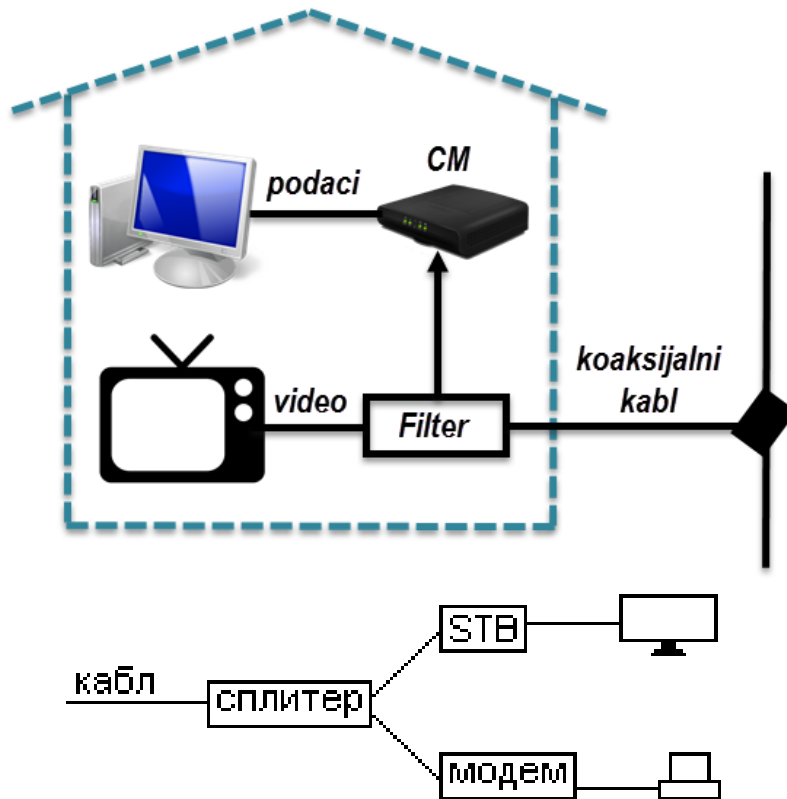 CM
podaci
koaksijalni
kabl
video
Filter
STB
кабл
сплитер
модем